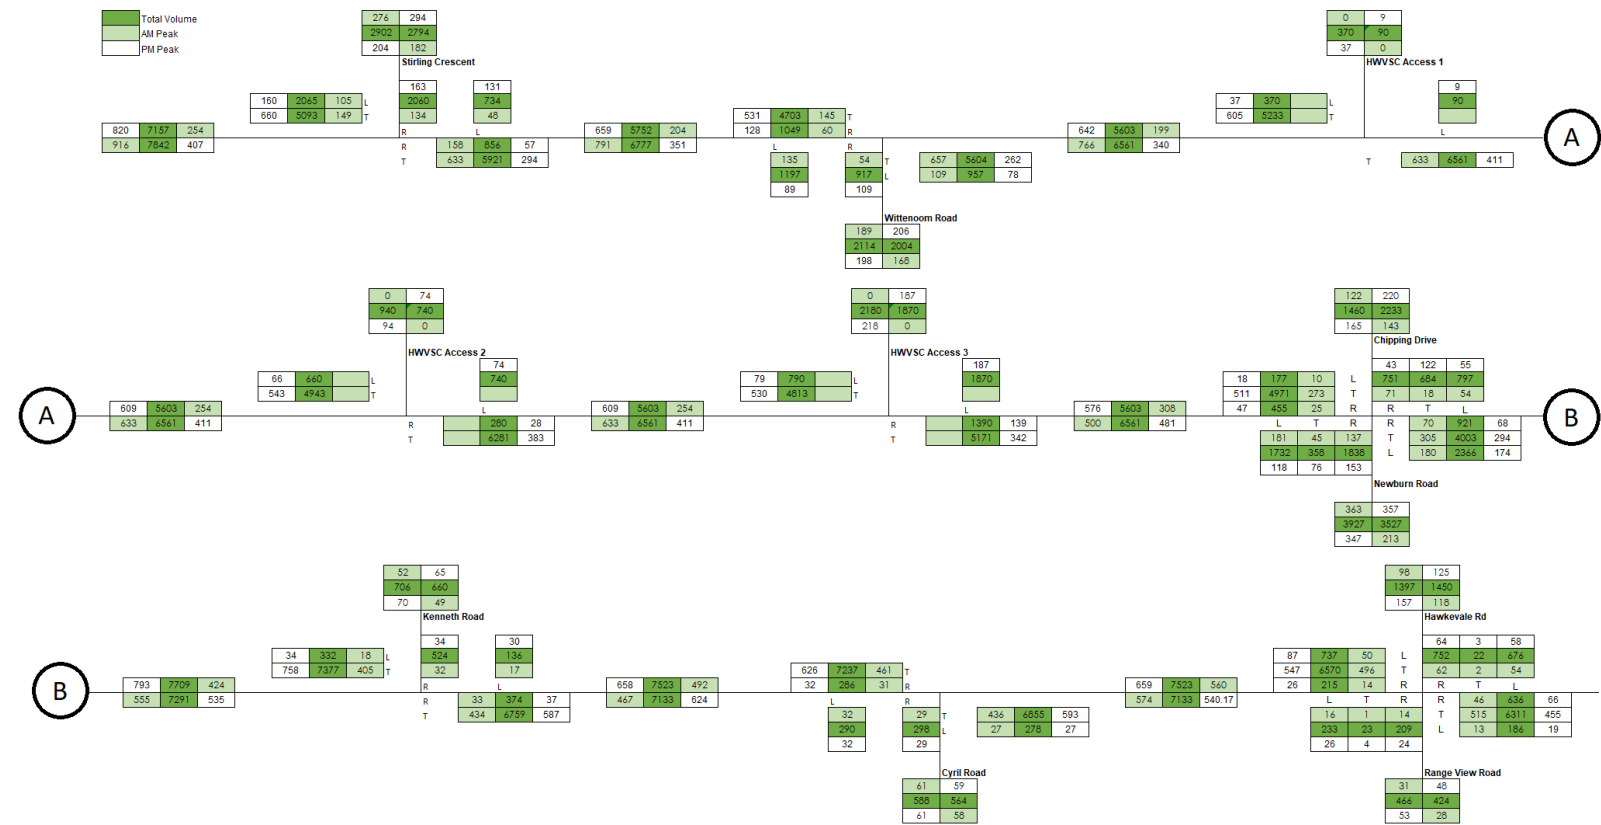 Total Volume
AM Peak
PM Peak
276 294
2902 2794
204 182
Stirling Crescent
0 9
370 90
37 0
HWVSC Access 1
163 131 9
2060 734 90
134 48
160 2065 105 L
660 5093 149 T
531 4703 145 T
128 1049 60 R
37 370 L
605 5233 T
820 7157 254
916 7842 407
R L
R 158 856 57
T 633 5921 294
659 5752 204
791 6777 351
L
135 54 T
1197 917 L
89 109
657 5604 262
109 957 78
642 5603 199
766 6561 340
L
T 633 6561 411
A
Wittenoom Road
189 206
2114 2004
198 168
0 74
940 740
94 0
HWVSC Access 2
0 187
2180 1870
218 0
HWVSC Access 3
122 220
1460 2233
165 143
Chipping Drive
74 187
740 1870
66 660 L
543 4943 T
79 790 L
530 4813 T
18 177 10 L
511 4971 273 T
47 455 25 R
43 122 55
751 684 797
71 18 54
A
609 5603 254
633 6561 411
L
R 280 28
T 6281 383
609 5603 254
633 6561 411
L
R 1390 139
T 5171 342
576 5603 308
500 6561 481
R T L
L T R R 70 921 68
181 45 137 T 305 4003 294
1732 358 1838 L 180 2366 174
118 76 153
B
Newburn Road
363 357
3927 3527
347 213
52 65
706 660
70 49
Kenneth Road
98 125
1397 1450
157 118
Hawkevale Rd
34 30
524 136
32 17
34 332 18 L
758 7377 405 T
626 7237 461 T
32 286 31 R
87 737 50 L
547 6570 496 T
26 215 14 R
64 3 58
752 22 676
62 2 54
B
793 7709 424
555 7291 535
R L
R 33 374 37
T 434 6759 587
658 7523 492
467 7133 624
L
32 29 T
290 298 L
32 29
436 6855 593
27 278 27
659 7523 560
574 7133 540.17
R T L
L T R R 46 636 66
16 1 14 T 515 6311 455
233 23 209 L 13 186 19
26 4 24
Cyril Road
61 59
588 564
61 58
Range View Road
31 48
466 424
53 28